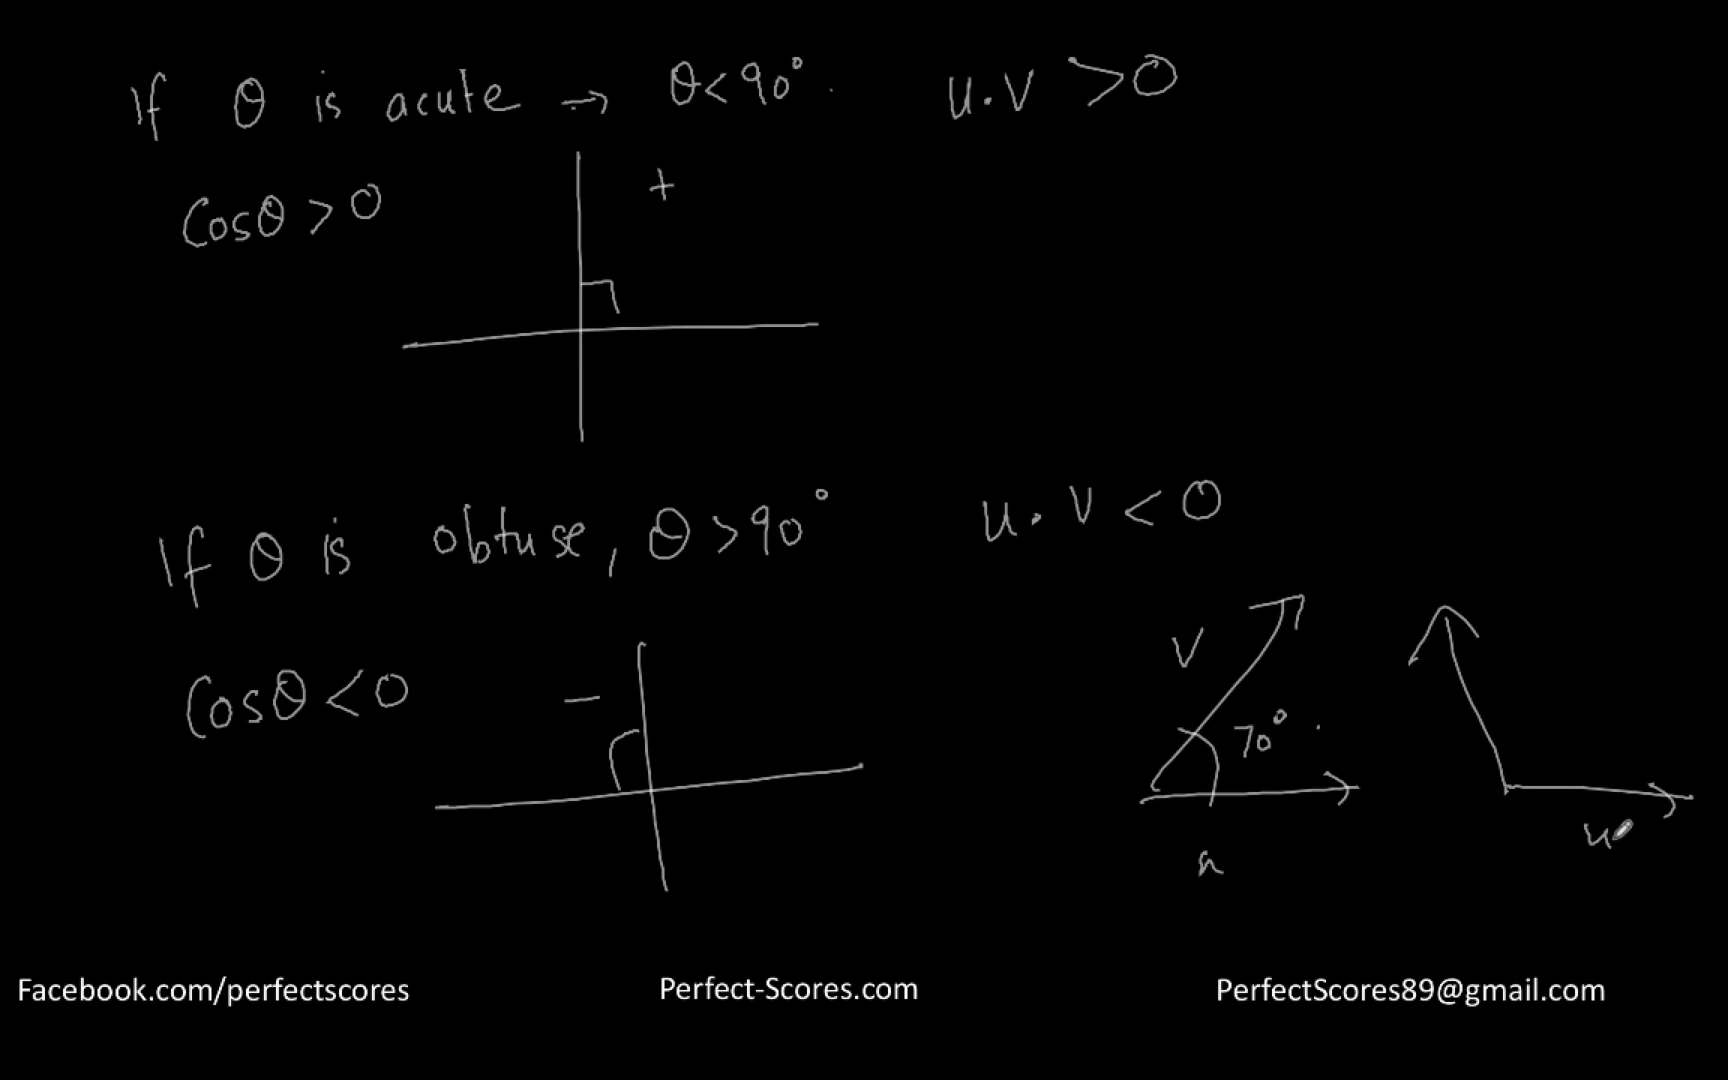 If θ is acute → θ<90°. u.v >0
Cosθ > 0
+
If θ is obtuse, θ >90° u. v < 0
Cosθ < 0
−
v
70°
u
Facebook.com/perfectscores
Perfect-Scores.com
PerfectScores89@gmail.com